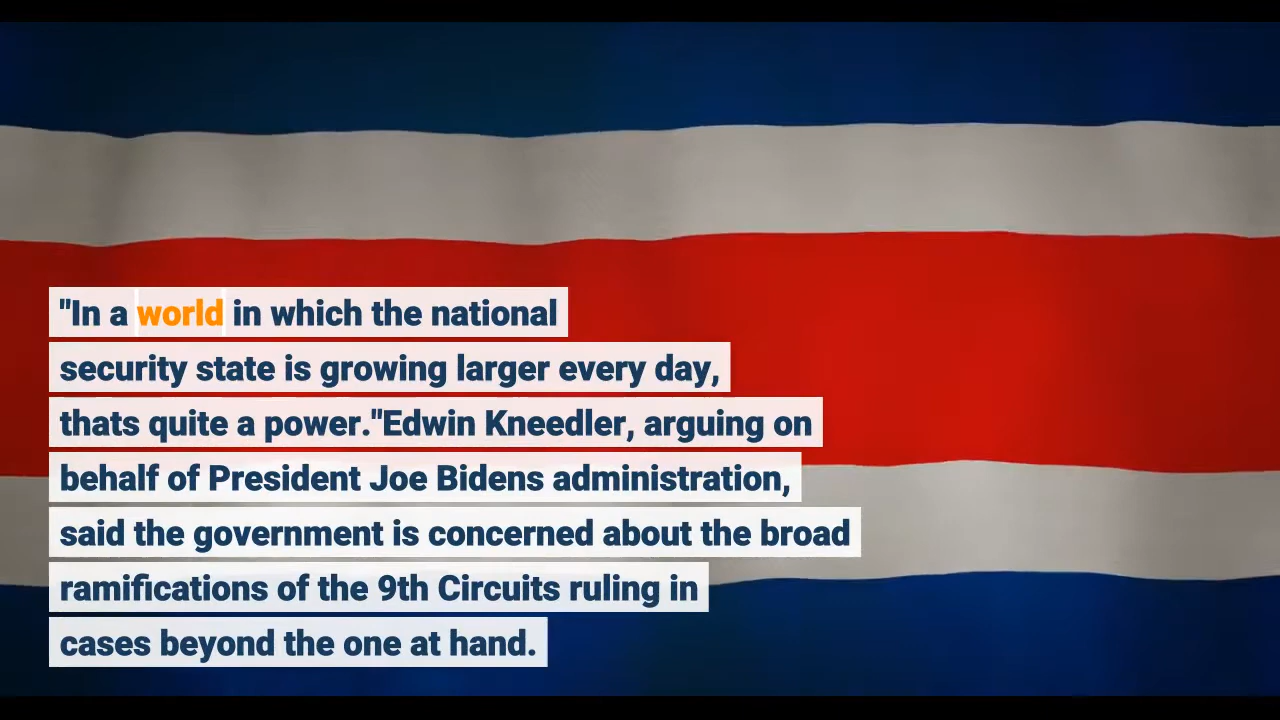 "In a world in which the national
security state is growing larger every day,
thats quite a power."Edwin Kneedler, arguing on
behalf of President Joe Bidens administration,
said the government is concerned about the broad
ramifications of the 9th Circuits ruling in
cases beyond the one at hand.